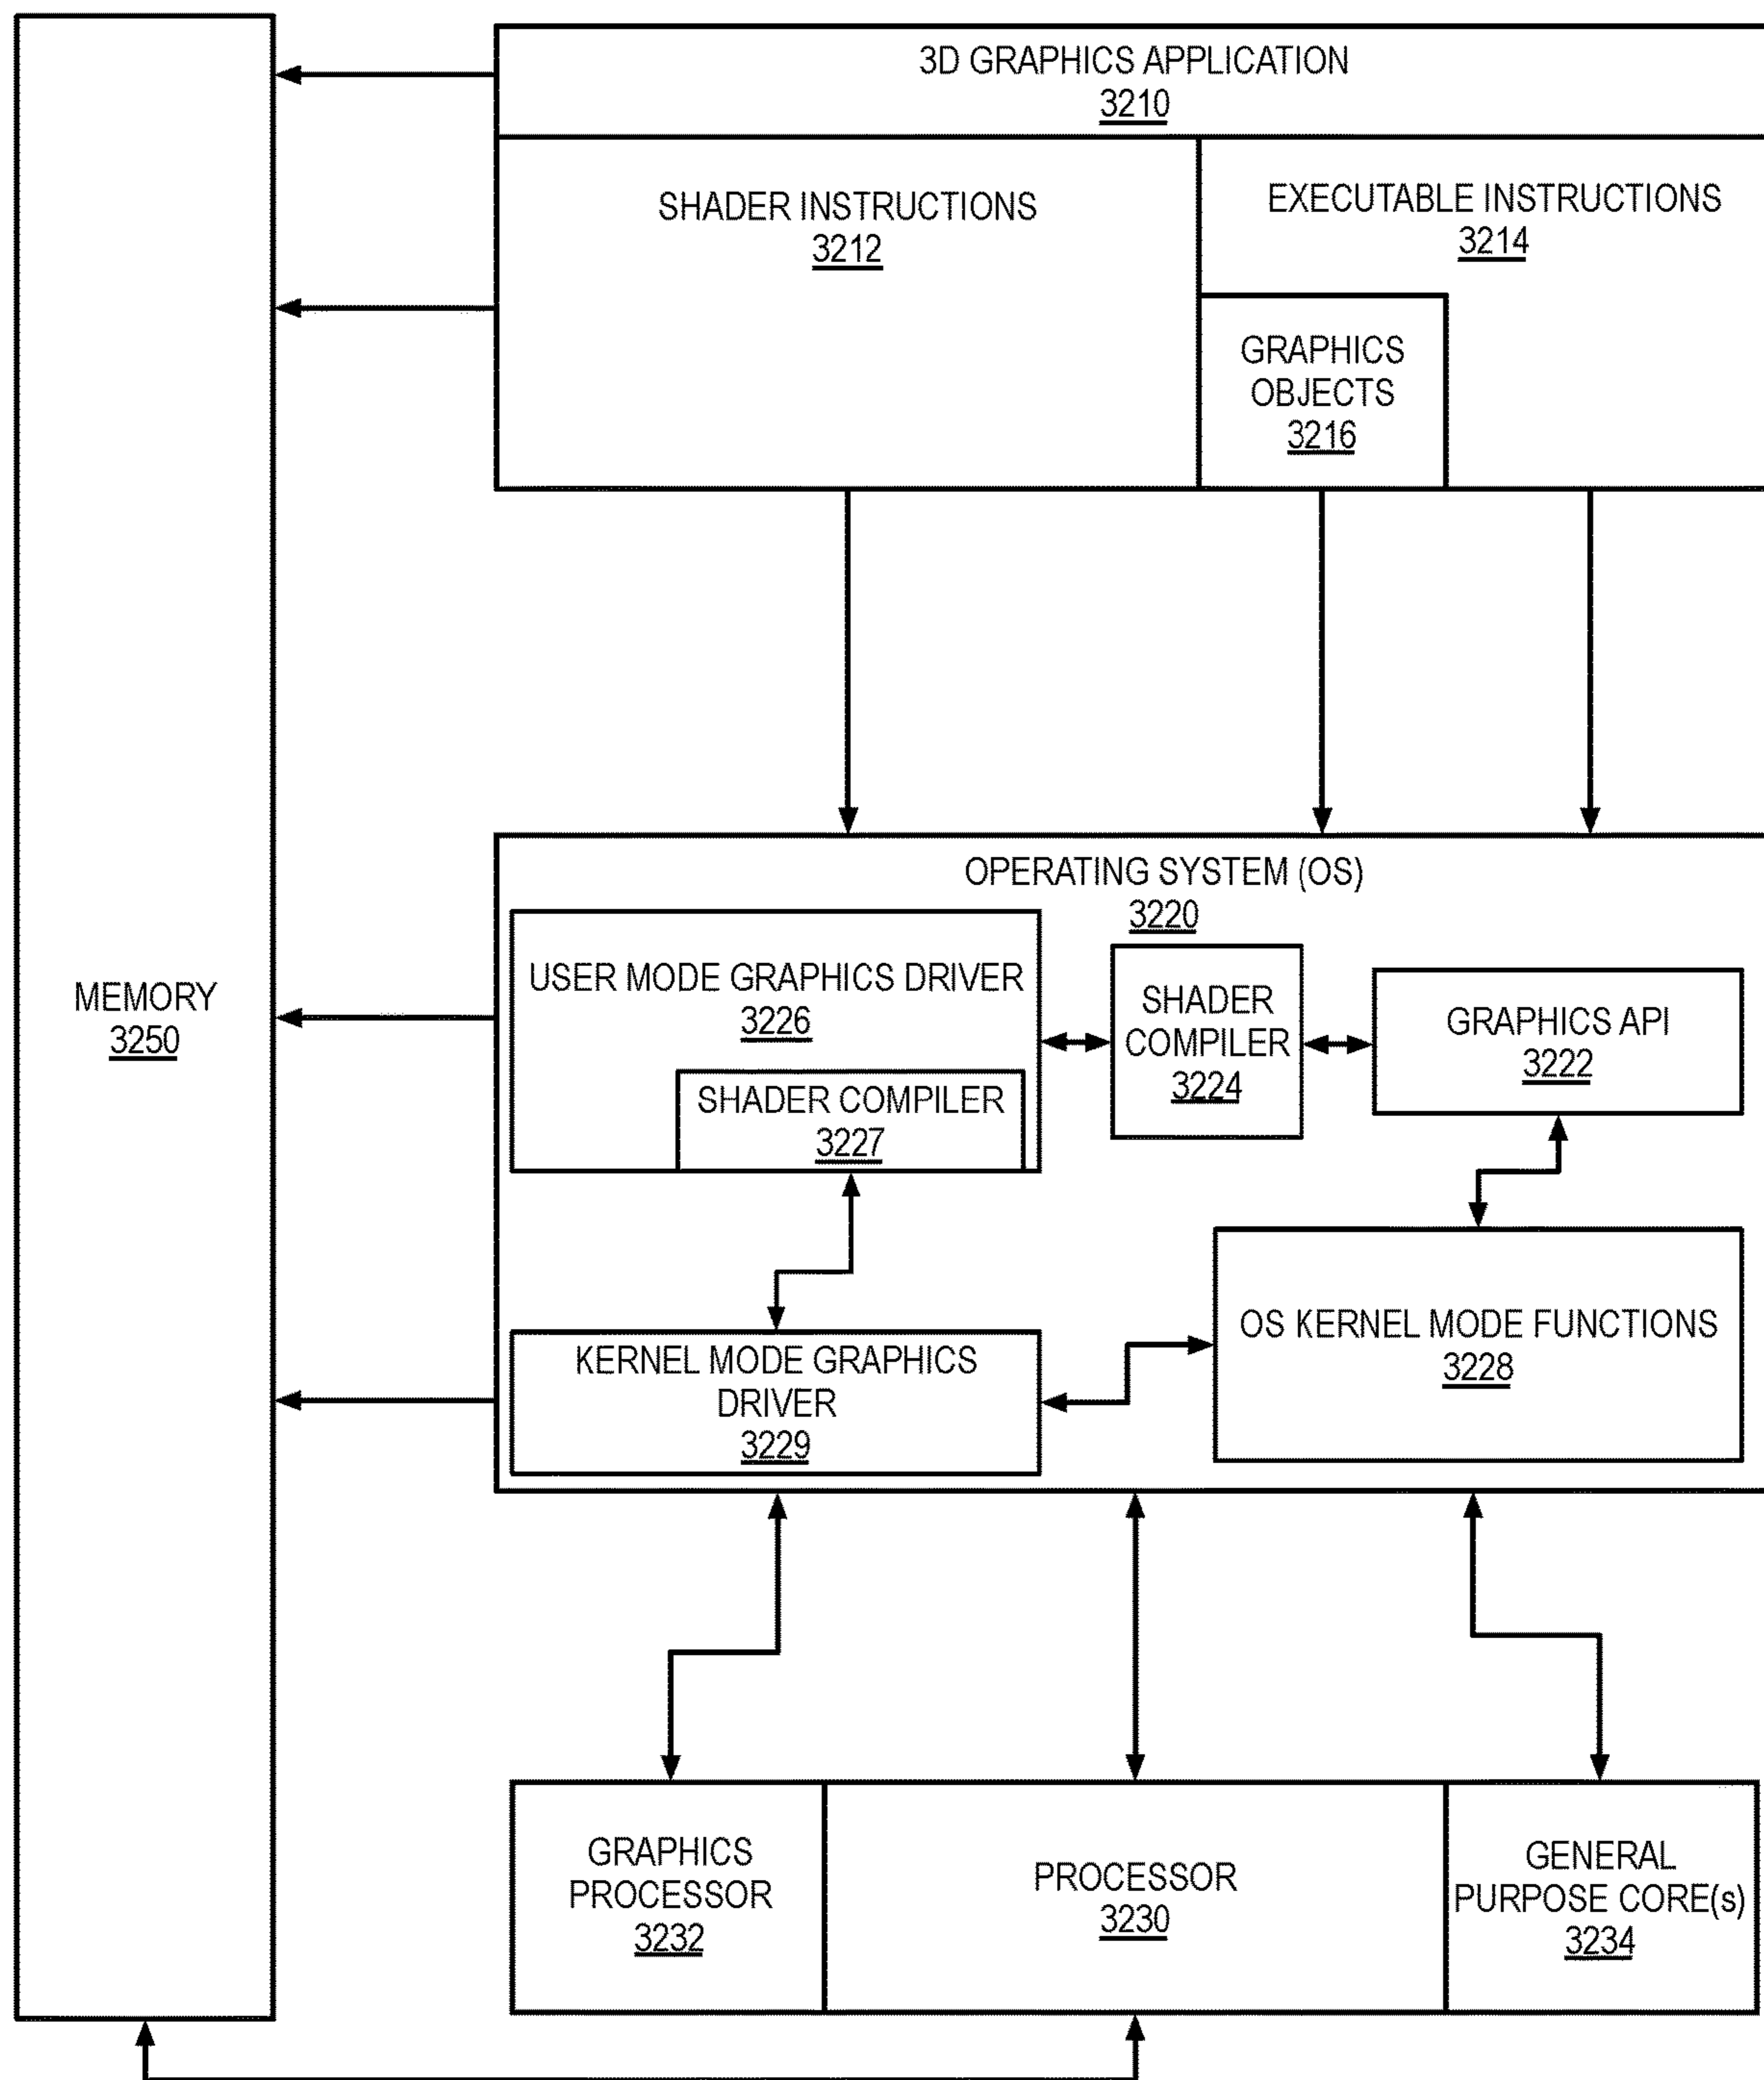 3D GRAPHICS APPLICATION
3210
SHADER INSTRUCTIONS
3212
EXECUTABLE INSTRUCTIONS
3214
GRAPHICS
OBJECTS
3216
OPERATING SYSTEM (OS)
3220
USER MODE GRAPHICS DRIVER
3226
SHADER COMPILER
3227
SHADER
COMPILER
3224
GRAPHICS API
3222
MEMORY
3250
KERNEL MODE GRAPHICS
DRIVER
3229
OS KERNEL MODE FUNCTIONS
3228
GRAPHICS
PROCESSOR
3232
PROCESSOR
3230
GENERAL
PURPOSE CORE(s)
3234